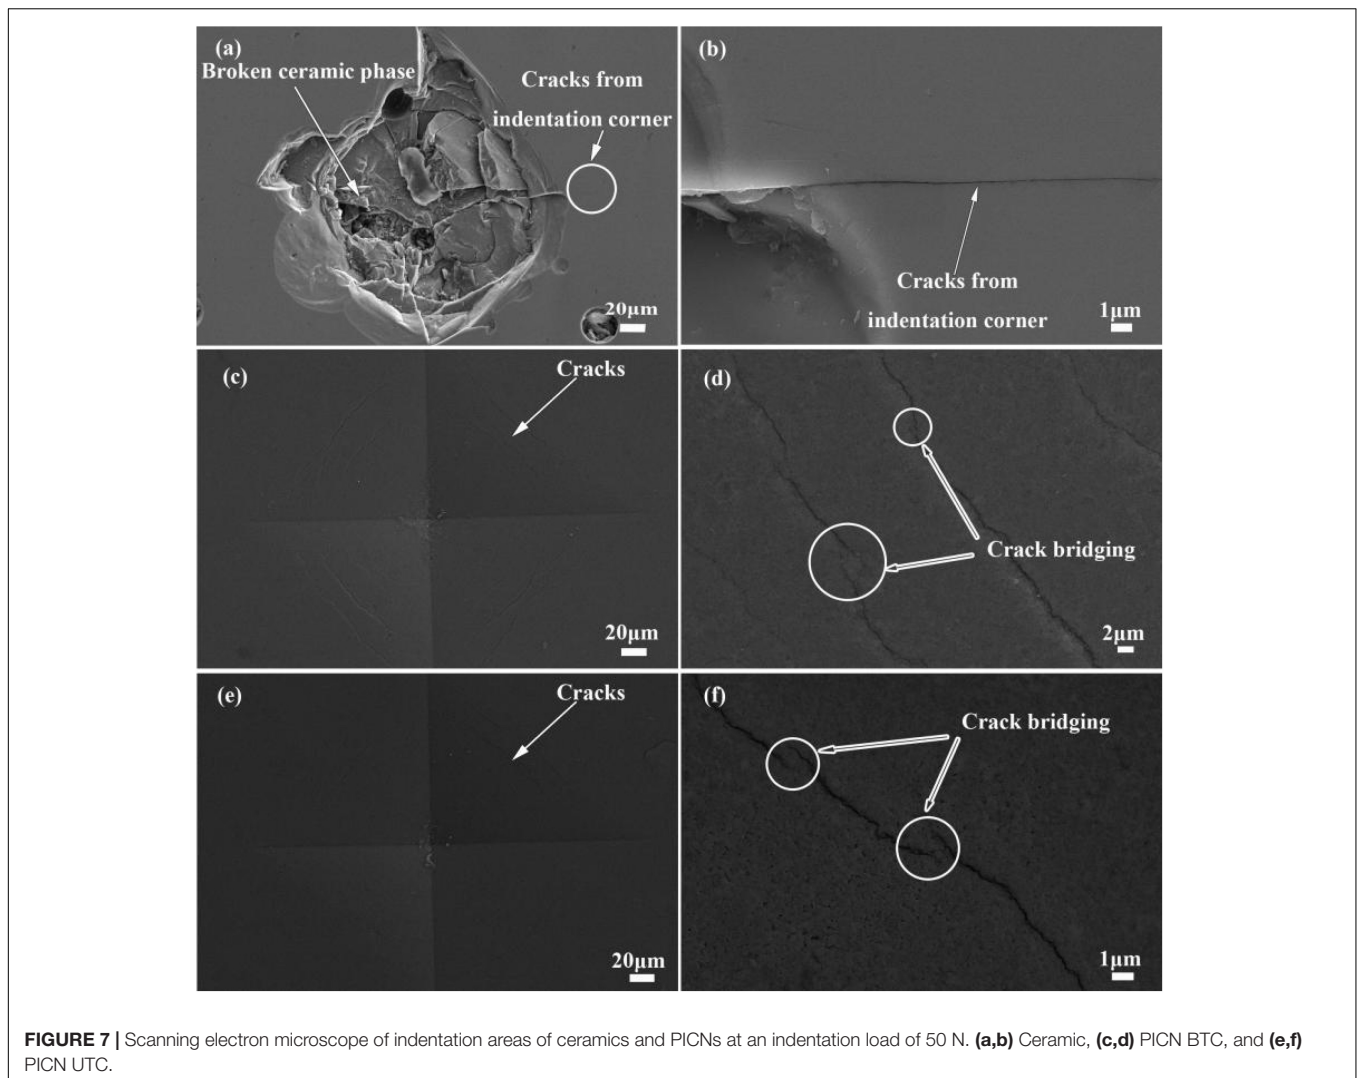 (a)
Broken ceramic phase
Cracks from
indentation corner
20μm
(b)
Cracks from
indentation corner
1μm
(c)
Cracks
20μm
(d)
Crack bridging
2μm
(e)
Cracks
20μm
(f)
Crack bridging
1μm
FIGURE 7 | Scanning electron microscope of indentation areas of ceramics and PICNs at an indentation load of 50 N. (a,b) Ceramic, (c,d) PICN BTC, and (e,f)
PICN UTC.